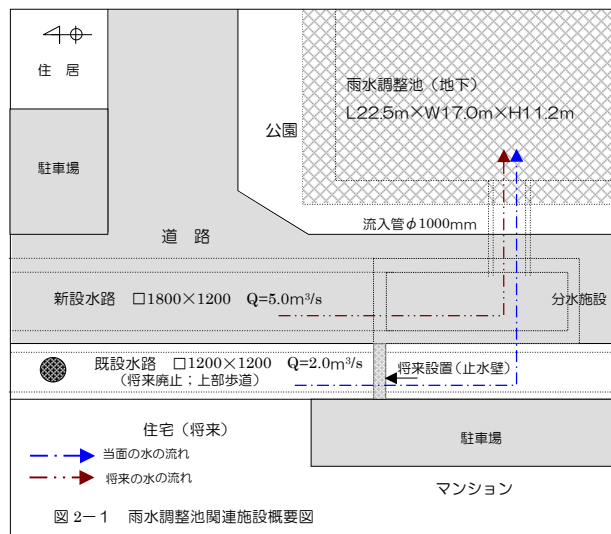 住 居
駐車場
公園
雨水調整池（地下）
L22.5m×W17.0m×H11.2m
道 路
流入管φ1000mm
新設水路 □1800×1200 Q=5.0m³/s
分水施設
既設水路 □1200×1200 Q=2.0m³/s
（将来廃止；上部歩道）
将来設置（止水壁）
住宅（将来）
当面の水の流れ
将来の水の流れ
駐車場
マンション
図 2－1 雨水調整池関連施設概要図